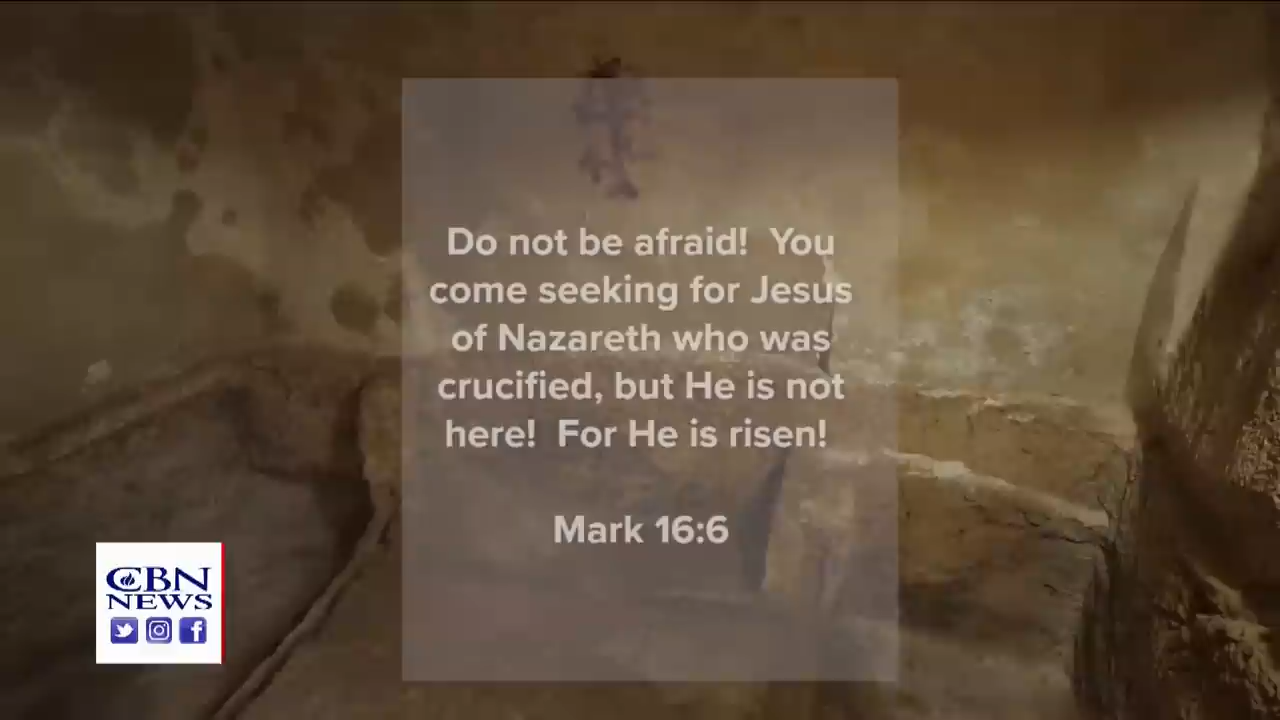 Do not be afraid!  You
come seeking for Jesus
of Nazareth who was
crucified, but He is not
here!  For He is risen!
Mark 16:6
CBN
NEWS